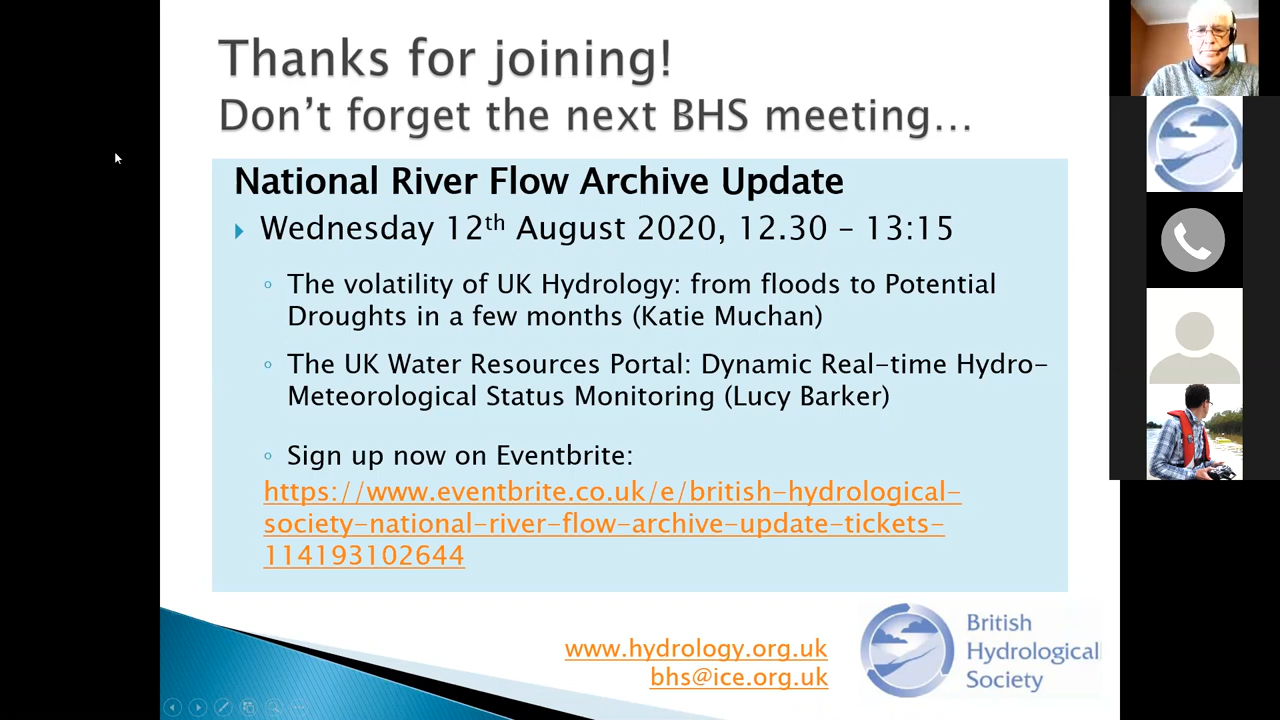 Thanks for joining!
Don’t forget the next BHS meeting…
National River Flow Archive Update
Wednesday 12th August 2020, 12.30 – 13:15
The volatility of UK Hydrology: from floods to Potential
Droughts in a few months (Katie Muchan)
The UK Water Resources Portal: Dynamic Real-time Hydro-
Meteorological Status Monitoring (Lucy Barker)
Sign up now on Eventbrite:
https://www.eventbrite.co.uk/e/british-hydrological-
society-national-river-flow-archive-update-tickets-
114193102644
www.hydrology.org.uk
bhs@ice.org.uk
British
Hydrological
Society